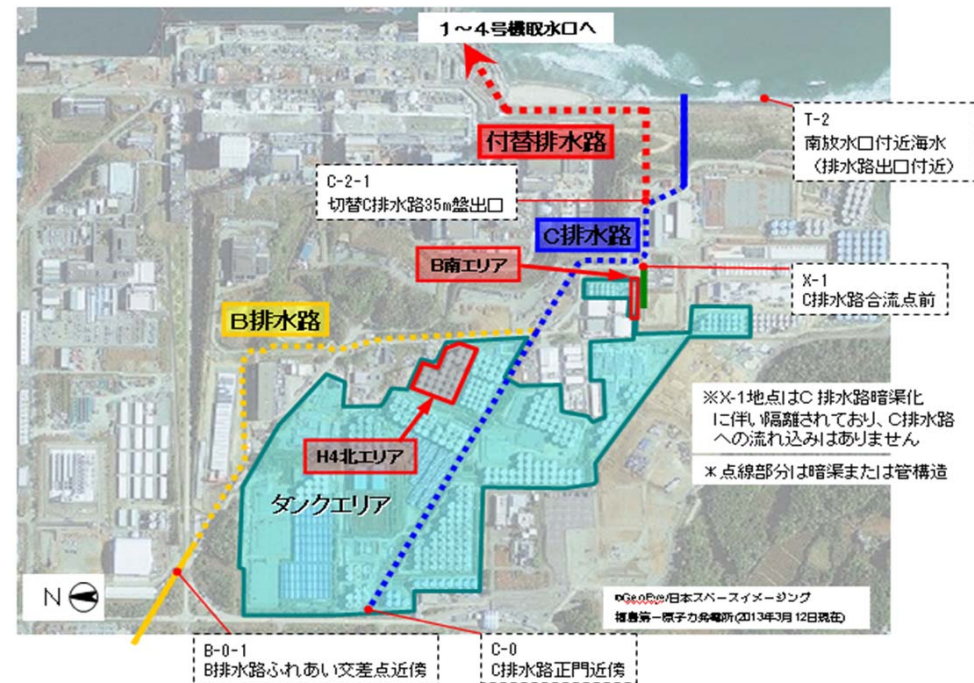 1～4号機取水口へ
付替排水路
T-2
南放水口付近海水
(排水路出口付近)
C-2-1
切替C排水路35m盤出口
C排水路
B南エリア
X-1
C排水路合流点前
B排水路
※X-1地点はC 排水路暗渠化
に伴い隔離されており、C排水路
への流れ込みはありません
H4北エリア
＊点線部分は暗渠または管構造
タンクエリア
N
©GeoEye/日本スペースイメージング
福島第一原子力発電所(2013年3月12日現在)
B-0-1
B排水路ふれあい交差点近傍
C-0
C排水路正門近傍